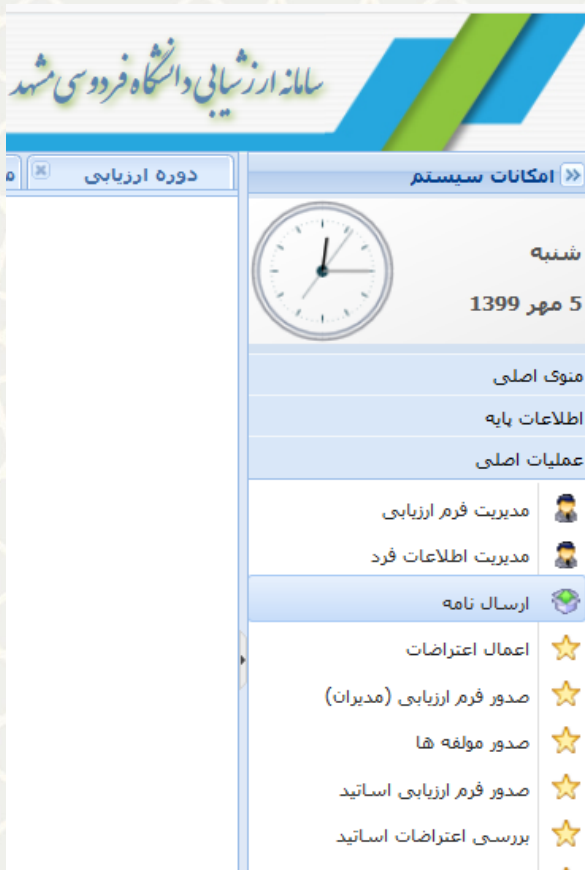 سامانه ارزشیابی دانشگاه فردوسی مشهد
امکانات سیستم
دوره ارزیابی
شنبه
5 مهر 1399
منوی اصلی
اطلاعات پایه
عملیات اصلی
مدیریت فرم ارزیابی
مدیریت اطلاعات فرد
ارسال نامه
اعمال اعتراضات
صدور فرم ارزیابی (مدیران)
صدور مولفه ها
صدور فرم ارزیابی اساتید
بررسی اعتراضات اساتید